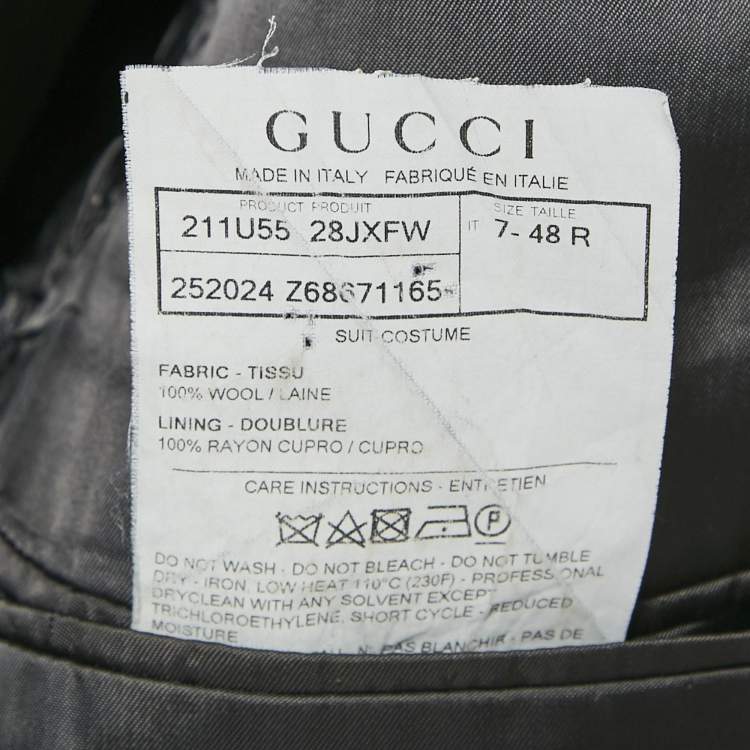 GUCCI
MADE IN ITALY FABRIQUÉ EN ITALIE
PRODUCT PRODUIT
SIZE TAILLE
211U55 28JXFW
IT 7- 48 R
252024 Z68671165
SUIT COSTUME
FABRIC - TISSU
100% WOOL / LAINE
LINING - DOUBLURE
100% RAYON CUPRO / CUPRO
CARE INSTRUCTIONS - ENTRETIEN
P
DO NOT WASH - DO NOT BLEACH - DO NOT TUMBLE
DRY - IRON, LOW HEAT 110°C (230F) - PROFESSIONAL
DRYCLEAN WITH ANY SOLVENT EXCEPT
TRICHLOROETHYLENE, SHORT CYCLE - REDUCED
MOISTURE
PAS BLANCHIR - PAS DE